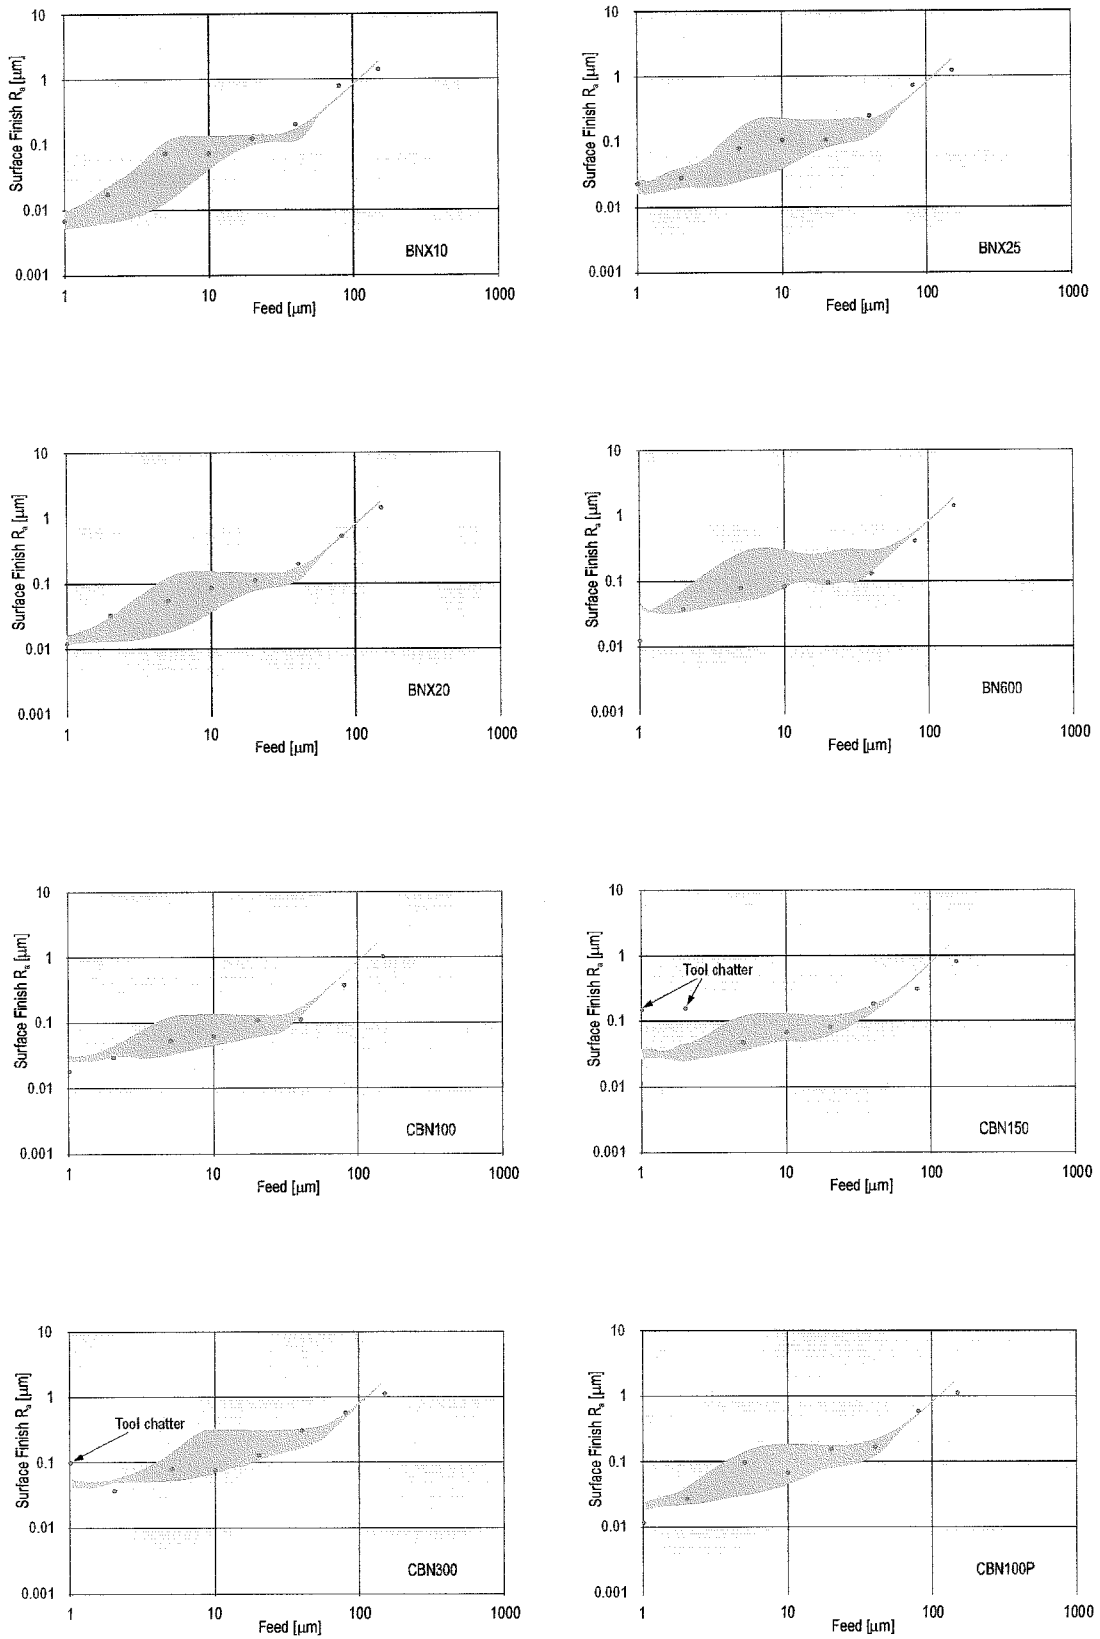 10
1
0.1
0.01
0.001
Surface Finish Rₐ [μm]
BNX10
1 10 100 1000
Feed [μm]
10
1
0.1
0.01
0.001
Surface Finish Rₐ [μm]
BNX25
1 10 100 1000
Feed [μm]
10
1
0.1
0.01
0.001
Surface Finish Rₐ [μm]
BNX20
1 10 100 1000
Feed [μm]
10
1
0.1
0.01
0.001
Surface Finish Rₐ [μm]
BN600
1 10 100 1000
Feed [μm]
10
1
0.1
0.01
0.001
Surface Finish Rₐ [μm]
CBN100
1 10 100 1000
Feed [μm]
10
1
0.1
0.01
0.001
Surface Finish Rₐ [μm]
Tool chatter
CBN150
1 10 100 1000
Feed [μm]
10
1
0.1
0.01
0.001
Surface Finish Rₐ [μm]
Tool chatter
CBN300
1 10 100 1000
Feed [μm]
10
1
0.1
0.01
0.001
Surface Finish Rₐ [μm]
CBN100P
1 10 100 1000
Feed [μm]